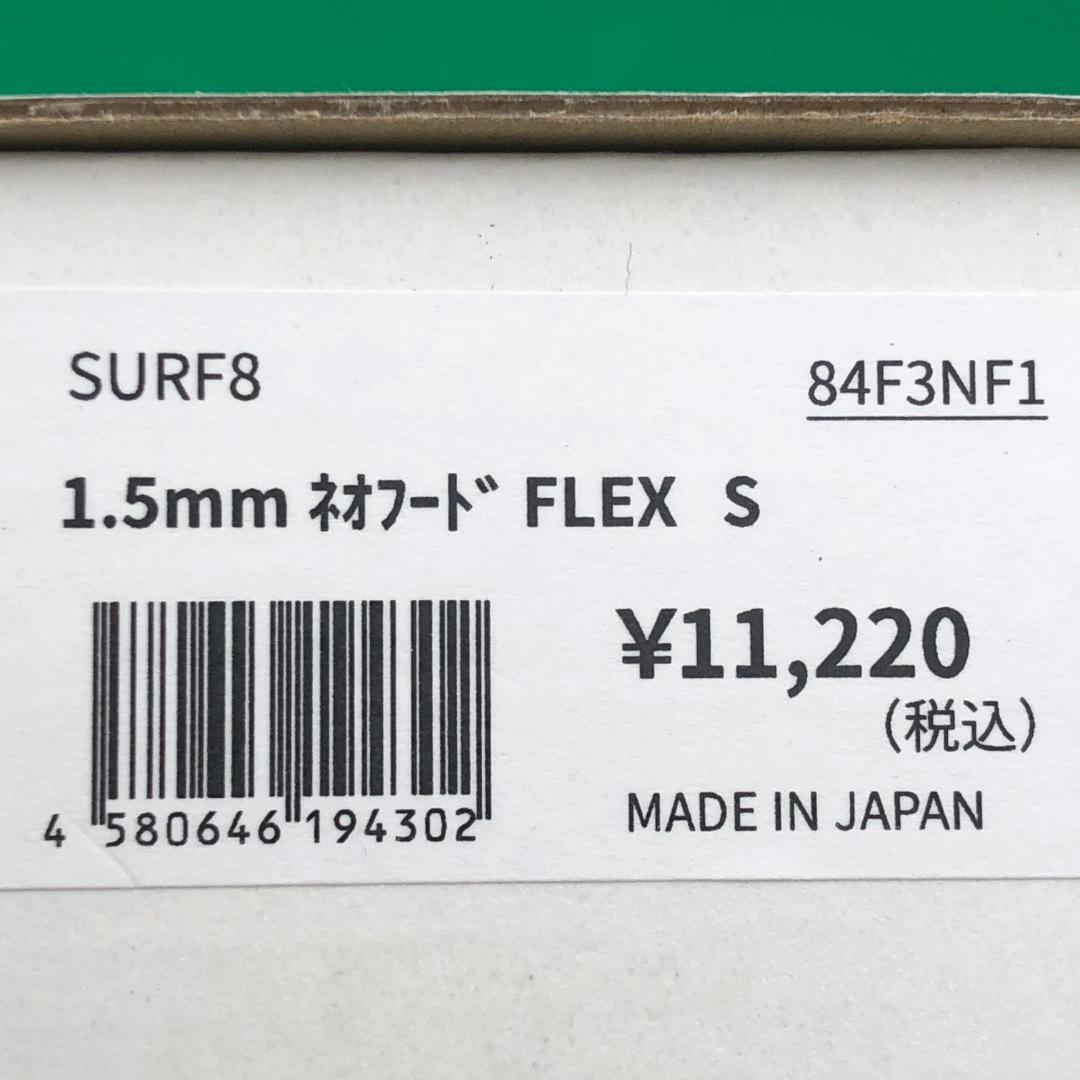 SURF8
84F3NF1
1.5mm ﾈｵﾌｰﾄﾞ FLEX S
¥11,220
(税込)
4 580646 194302
MADE IN JAPAN